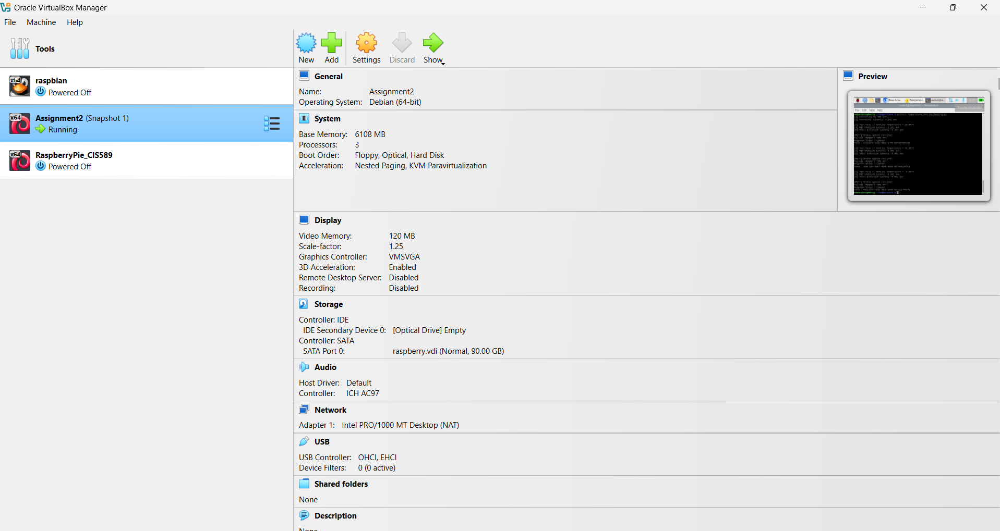 Oracle VirtualBox Manager
File Machine Help
Tools
New Add Settings Discard Show
raspbian
Powered Off
Assignment2 (Snapshot 1)
Running
RaspberryPie_CIS589
Powered Off
General
Name: Assignment2
Operating System: Debian (64-bit)
System
Base Memory: 6108 MB
Processors: 3
Boot Order: Floppy, Optical, Hard Disk
Acceleration: Nested Paging, KVM Paravirtualization
Preview
Display
Video Memory: 120 MB
Scale-factor: 1.25
Graphics Controller: VMSVGA
3D Acceleration: Enabled
Remote Desktop Server: Disabled
Recording: Disabled
Storage
Controller: IDE
IDE Secondary Device 0: [Optical Drive] Empty
Controller: SATA
SATA Port 0: raspberry.vdi (Normal, 90.00 GB)
Audio
Host Driver: Default
Controller: ICH AC97
Network
Adapter 1: Intel PRO/1000 MT Desktop (NAT)
USB
USB Controller: OHCI, EHCI
Device Filters: 0 (0 active)
Shared folders
None
Description
None